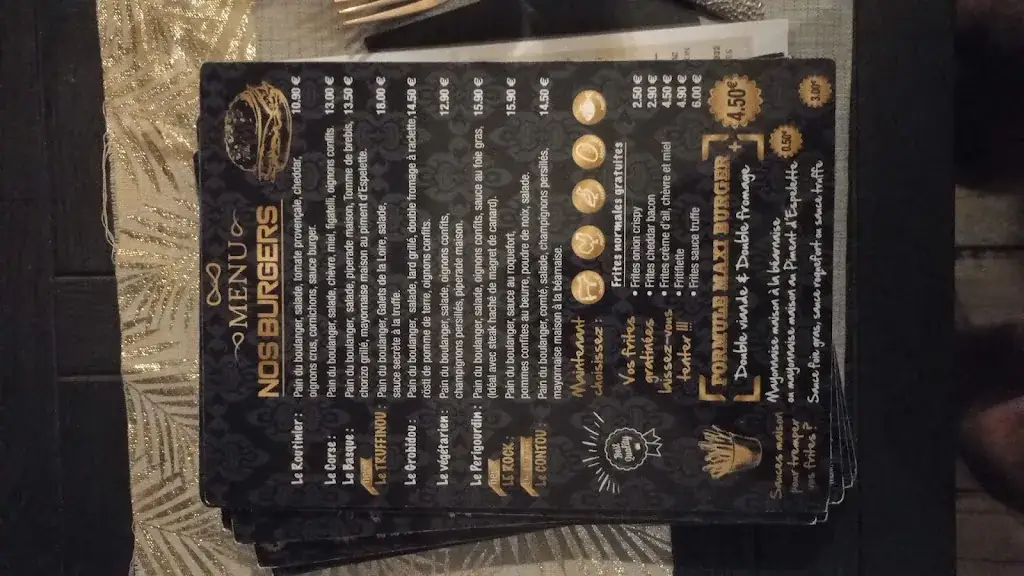 MENU
NOS BURGERS
Le Routinier : Pain du boulanger, salade, tomate provençale, cheddar, 10.90 €
oignons crus, cornichons, sauce burger.
Le Cors : Pain du boulanger, salade, chèvre, miel, figatelli, oignons confits. 13.00 €
Le Basque : Pain du boulanger, salade, piperade maison, Tomme de brebis, 13.50 €
chorizo grillé, mayonnaise maison au piment d'Espelette.
LE TRUFFINOU : Pain du boulanger, Galets de la Loire, salade, 18.00 €
sauce secrète à la truffe.
Le Grobidou : Pain du boulanger, salade, lard grillé, double fromage à raclette, 14.50 €
rösti de pomme de terre, oignons confits
Le végétarien : Pain du boulanger, salade, oignons confits, 12.90 €
champignons persillés, piperade maison.
Le Périgourdin : Pain du boulanger, salade, oignons confits, sauce au foie gras, 15.90 €
(idéal avec steak haché de magret de canard).
LE ROCK : Pain du boulanger, sauce au roquefort, 15.90 €
pommes confites au beurre, poudre de noix, salade.
LE COMTOU : Pain du boulanger, comté, salade, champignons persillés, 14.50 €
mayonnaise maison à la béarnaise.
Maintenant
choisissez :
Frites normales gratuites
Vos frites
gratinées
laissez-vous
tenter !!!
• Frites onion crispy 2.50 €
• Frites cheddar bacon 2.90 €
• Frites crème d'ail, chèvre et miel 4.50 €
• Fritiflette 4.90 €
• Frites sauce truffe 6.00 €
FORMULE MAXI BURGER + 4.50€
Double viande & Double fromage
Sauce maison
pour tremper
vos frites ?
Mayonnaise maison à la béarnaise
ou mayonnaise maison au Piment d'Espelette 0.50€
Sauce foie gras, sauce roquefort ou sauce truffe 3.00€